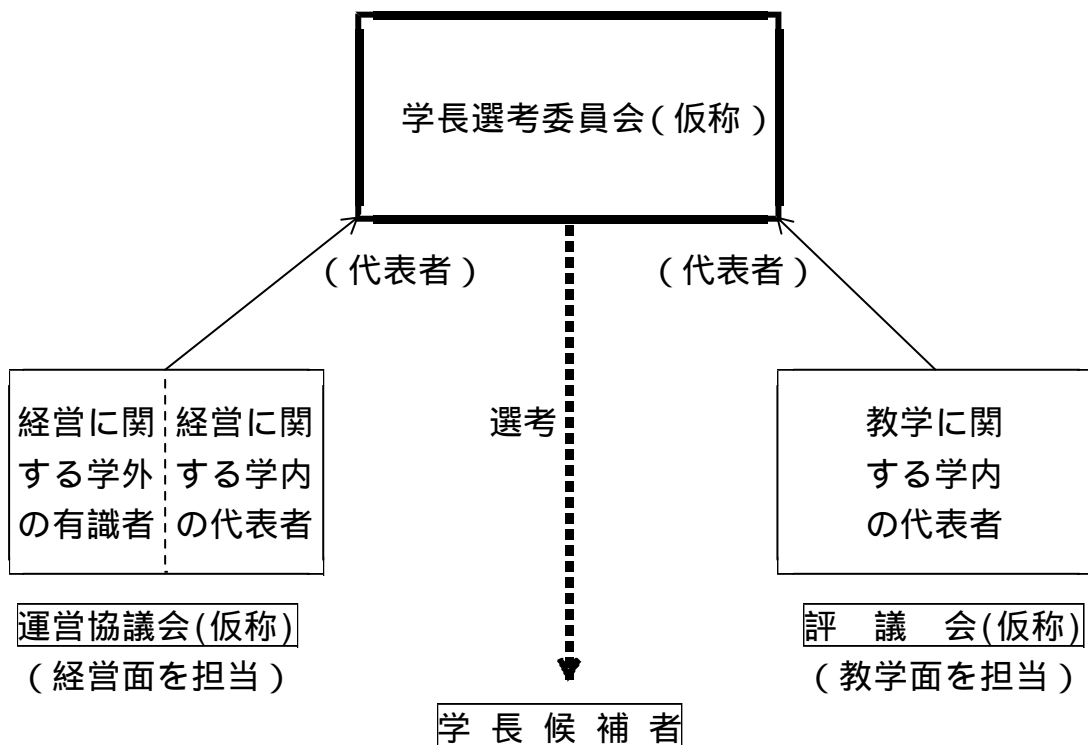 学長選考委員会(仮称)
(代表者)
(代表者)
経営に関
する学外
の有識者
経営に関
する学内
の代表者
選考
教学に関
する学内
の代表者
運営協議会(仮称)
(経営面を担当)
評 議 会(仮称)
(教学面を担当)
学 長 候 補 者